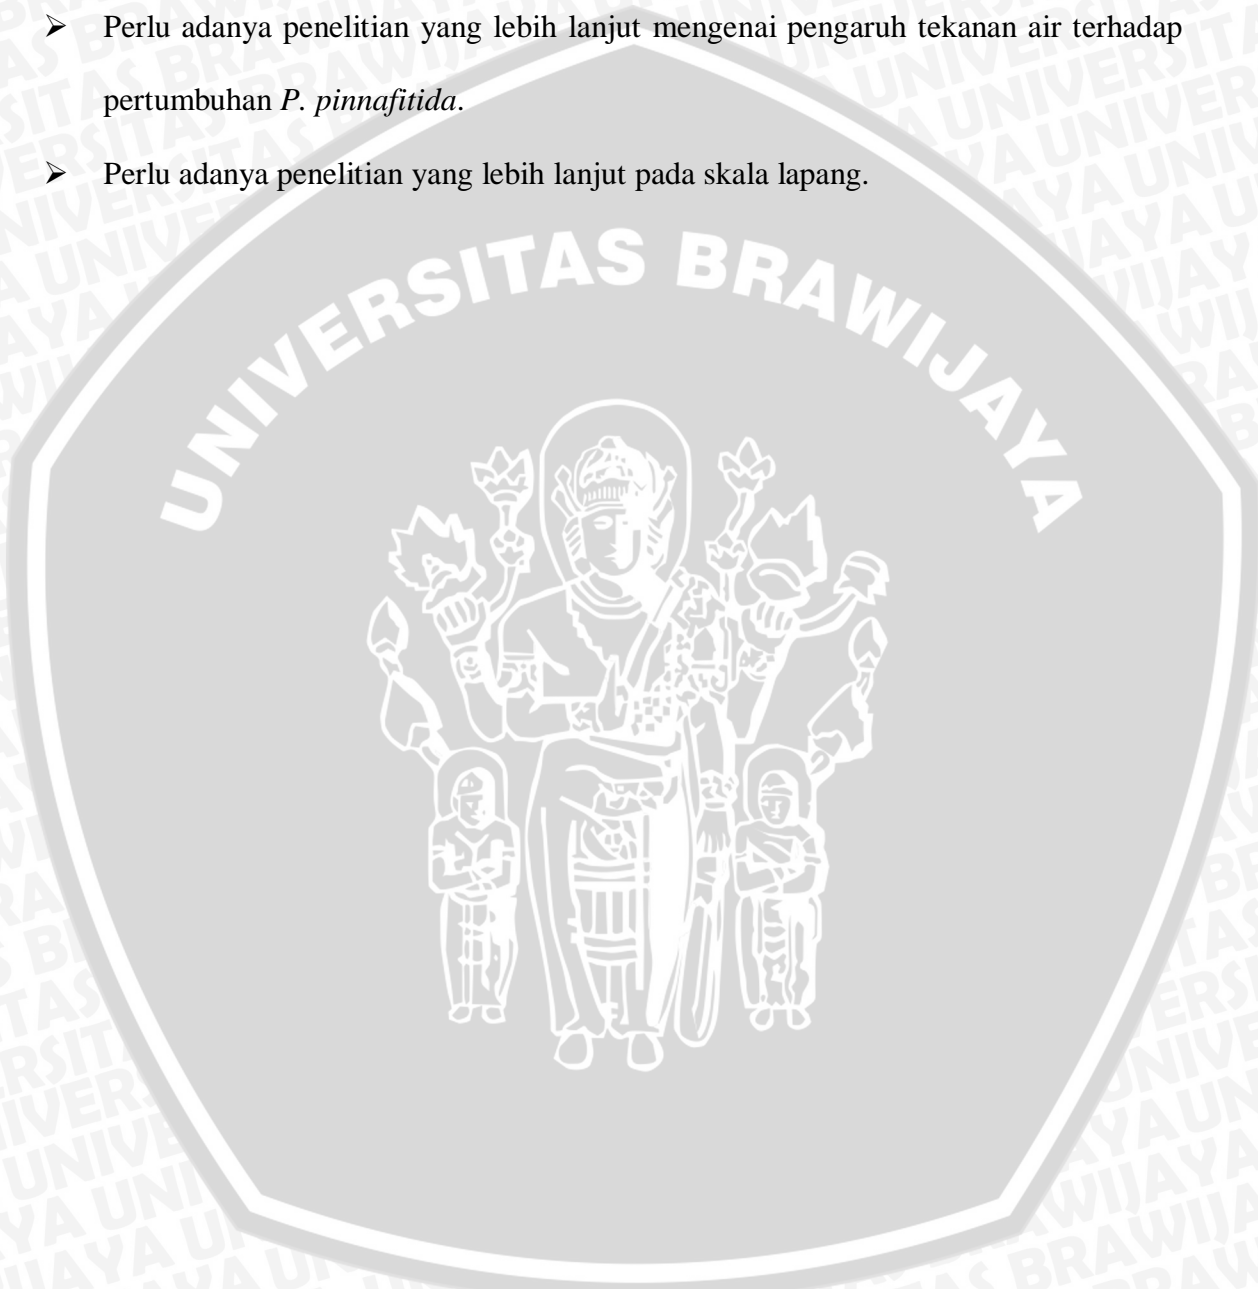 ➢ Perlu adanya penelitian yang lebih lanjut mengenai pengaruh tekanan air terhadap
pertumbuhan P. pinnafitida.
➢ Perlu adanya penelitian yang lebih lanjut pada skala lapang.
UNIVERSITAS BRAWIJAYA